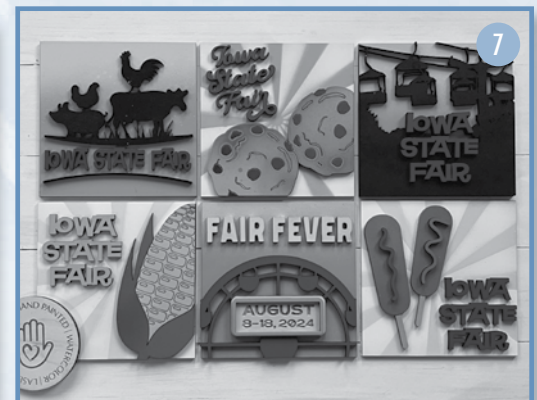 7
IOWA STATE FAIR
Iowa
State
Fair
IOWA
STATE
FAIR
IOWA
STATE
FAIR
FAIR FEVER
AUGUST
8-18, 2024
IOWA
STATE
FAIR
HAND PAINTED | WATERCOLOR |